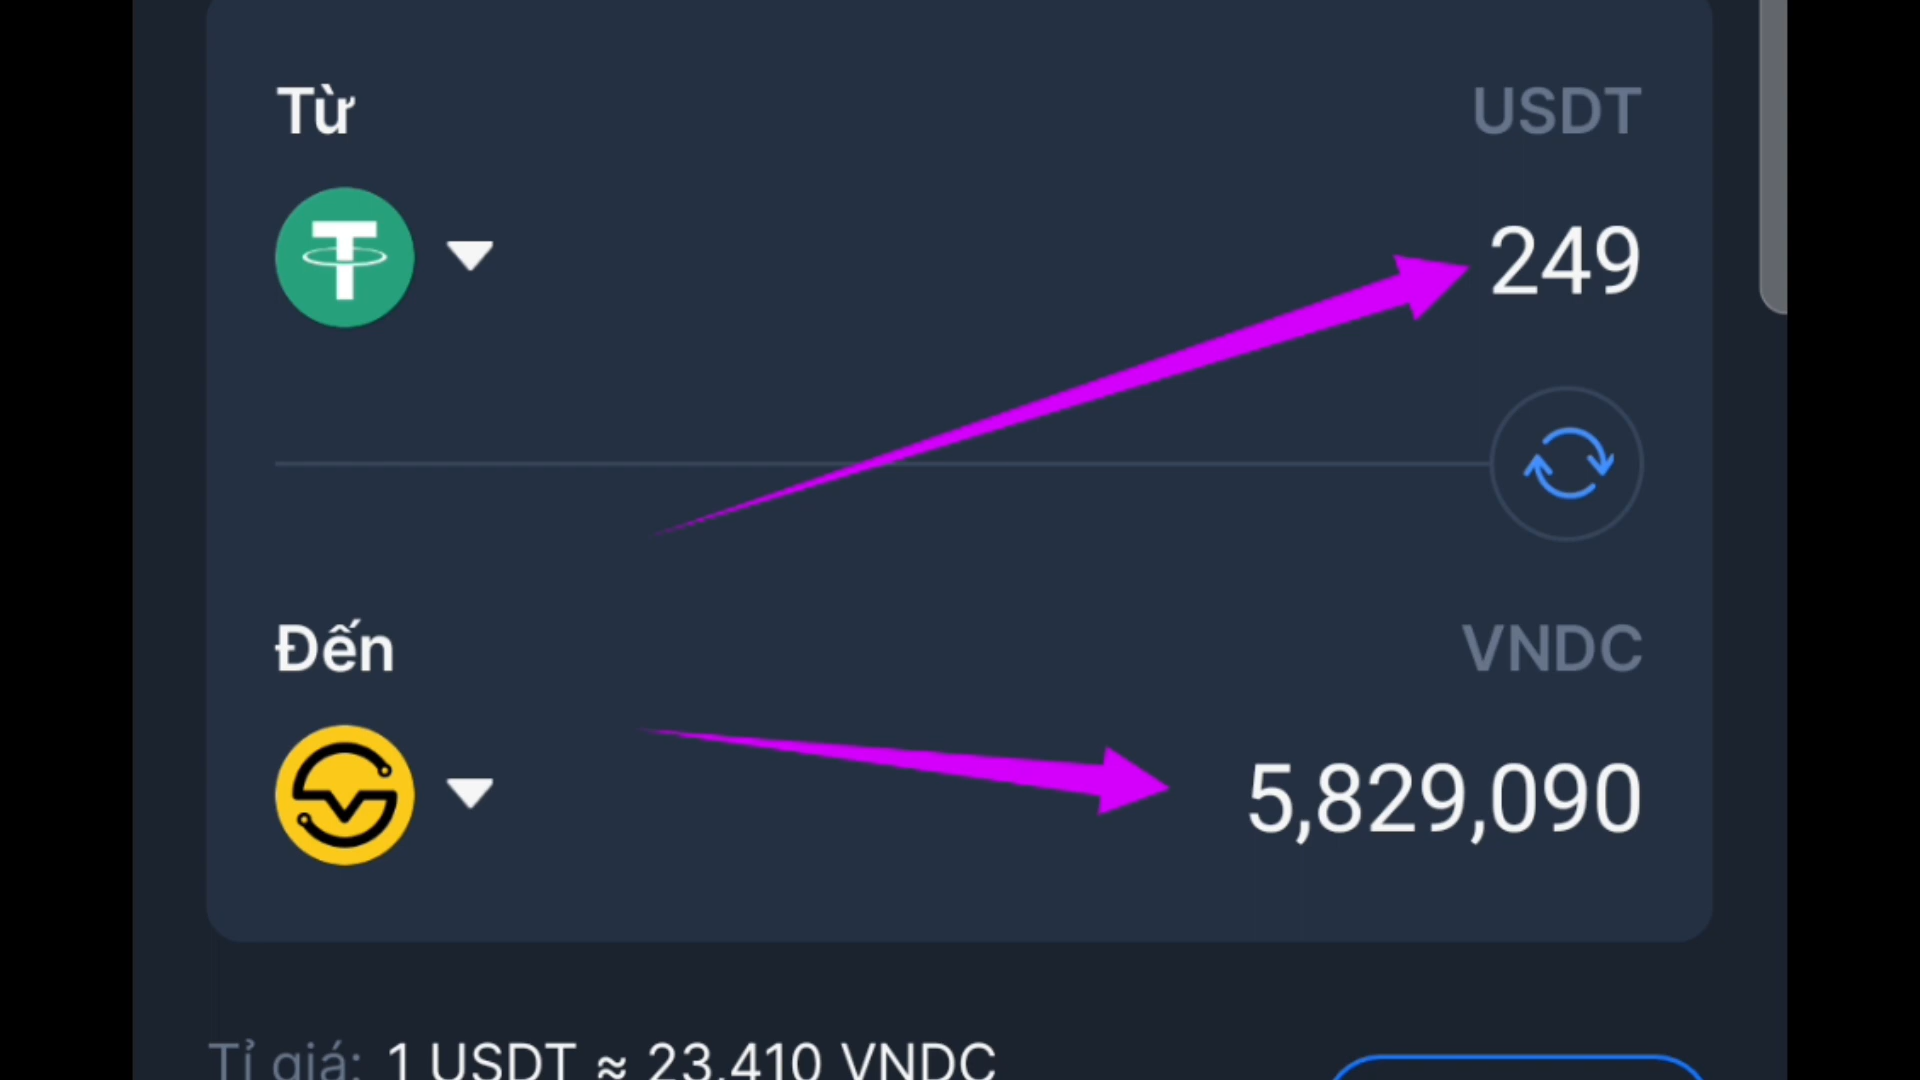 Từ USDT
249
Đến VNDC
5,829,090
Tỉ giá: 1 USDT ≈ 23,410 VNDC